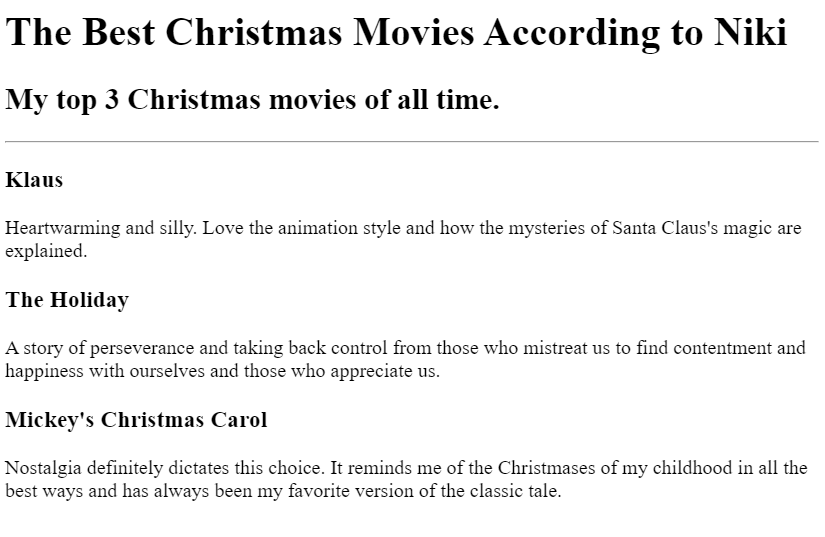 The Best Christmas Movies According to Niki
My top 3 Christmas movies of all time.
Klaus
Heartwarming and silly. Love the animation style and how the mysteries of Santa Claus's magic are
explained.
The Holiday
A story of perseverance and taking back control from those who mistreat us to find contentment and
happiness with ourselves and those who appreciate us.
Mickey's Christmas Carol
Nostalgia definitely dictates this choice. It reminds me of the Christmases of my childhood in all the
best ways and has always been my favorite version of the classic tale.